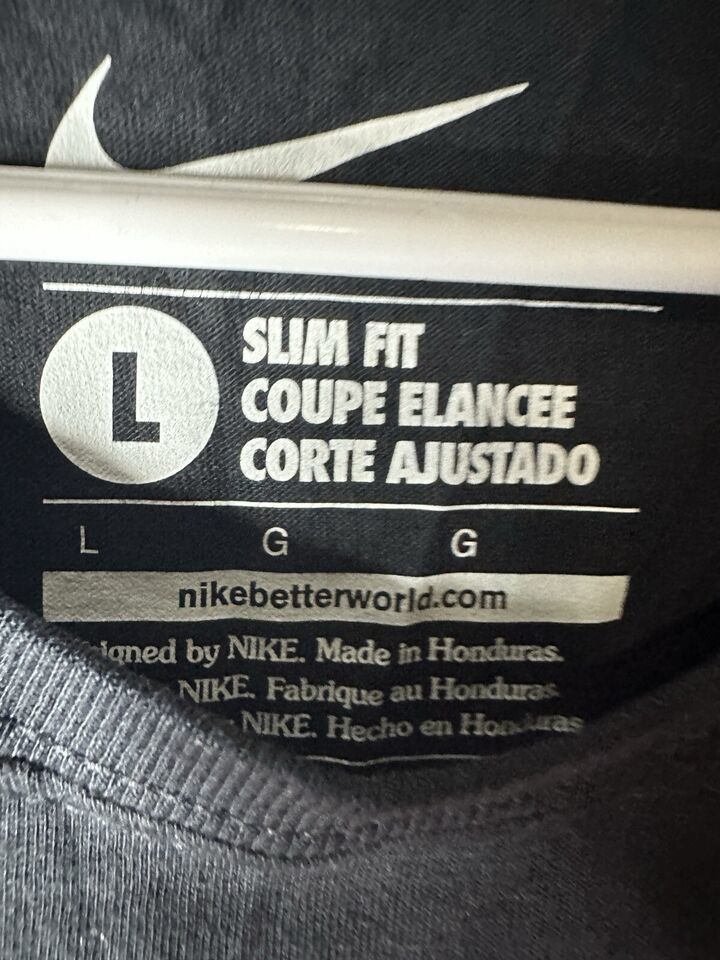 L
SLIM FIT
COUPE ELANCEE
CORTE AJUSTADO
L G G
nikebetterworld.com
by NIKE. Made in Honduras.
NIKE. Fabrique au Honduras
NIKE. Hecho en Honduras